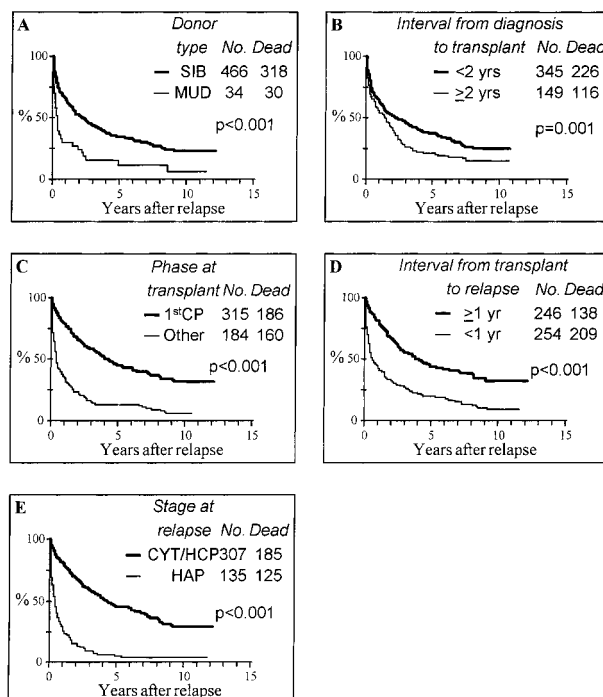 A Donor
type No. Dead
SIB 466 318
MUD 34 30
p<0.001
100
% 50
0
0 5 10 15
Years after relapse
B Interval from diagnosis
to transplant No. Dead
<2 yrs 345 226
≥2 yrs 149 116
p=0.001
100
% 50
0
0 5 10 15
Years after relapse
C Phase at
transplant No. Dead
1stCP 315 186
Other 184 160
p<0.001
100
% 50
0
0 5 10 15
Years after relapse
D Interval from transplant
to relapse No. Dead
≥1 yr 246 138
<1 yr 254 209
p<0.001
100
% 50
0
0 5 10 15
Years after relapse
E Stage at
relapse No. Dead
CYT/HCP 307 185
HAP 135 125
p<0.001
100
% 50
0
0 5 10 15
Years after relapse